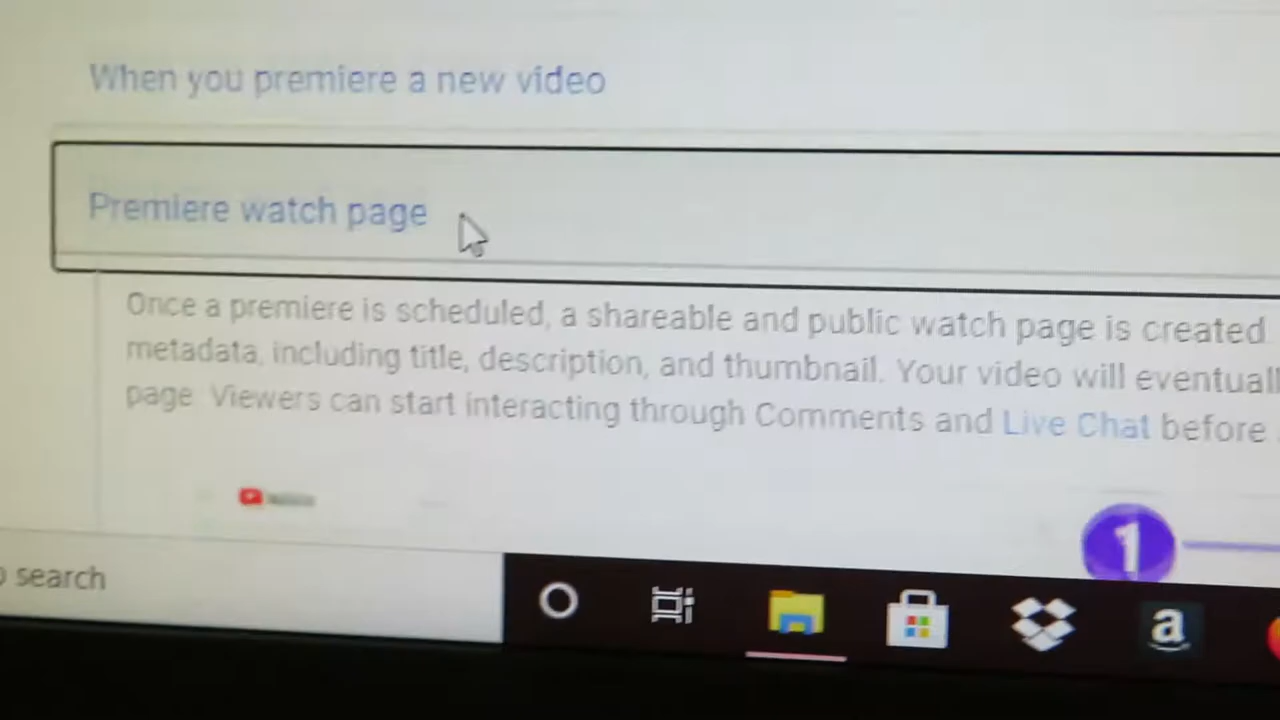 When you premiere a new video
Premiere watch page
Once a premiere is scheduled, a shareable and public watch page is created.
metadata, including title, description, and thumbnail. Your video will eventuall
page. Viewers can start interacting through Comments and Live Chat before
1
search
a